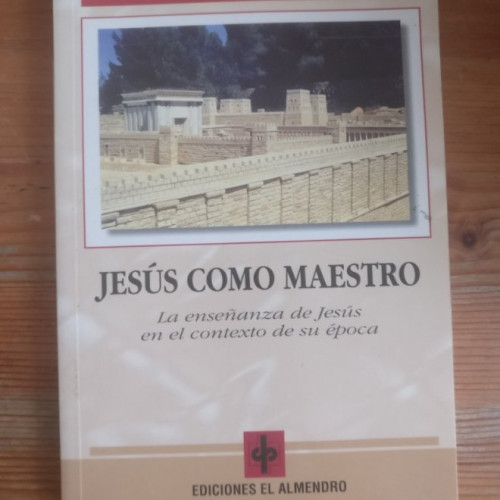 JESÚS COMO MAESTRO
La enseñanza de Jesús
en el contexto de su época
EDICIONES EL ALMENDRO